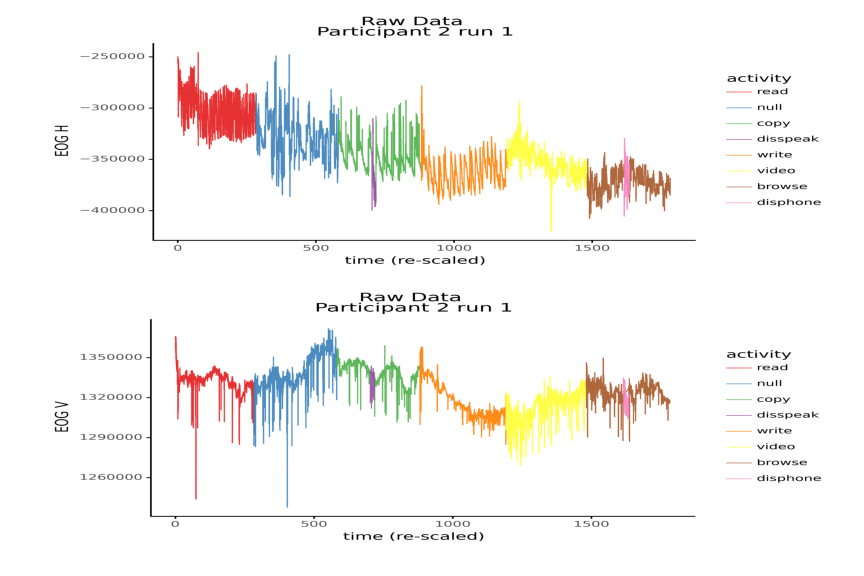 Raw Data
Participant 2 run 1
EOG H
−250000
−300000
−350000
−400000
0
500
1000
1500
time (re-scaled)
activity
read
null
copy
disspeak
write
video
browse
disphone
Raw Data
Participant 2 run 1
EOG V
1350000
1320000
1290000
1260000
0
500
1000
1500
time (re-scaled)
activity
read
null
copy
disspeak
write
video
browse
disphone